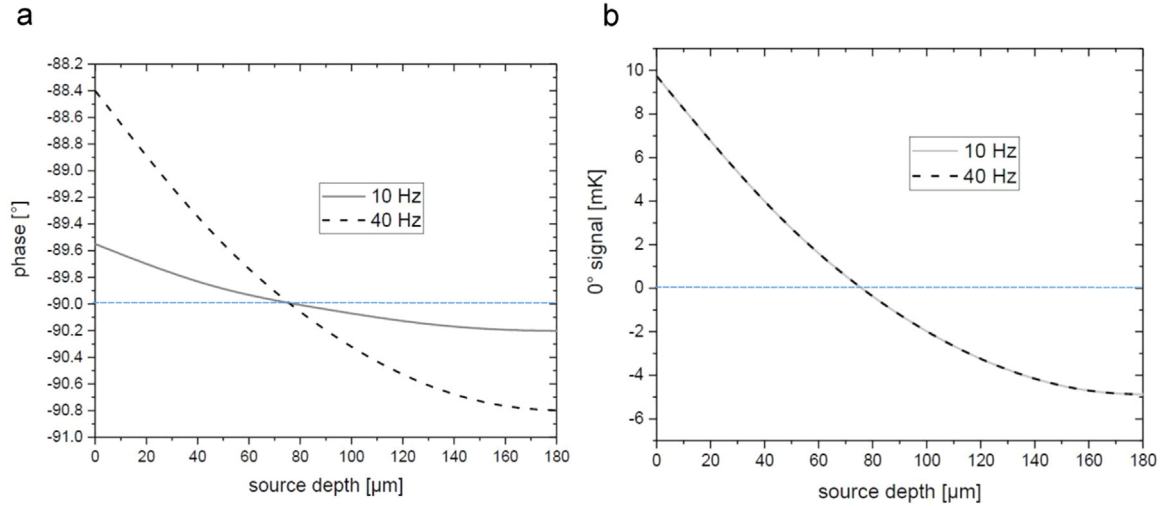 a
-88.2
-88.4
-88.6
-88.8
-89.0
-89.2
-89.4
-89.6
-89.8
-90.0
-90.2
-90.4
-90.6
-90.8
-91.0
phase [°]
10 Hz
40 Hz
0 20 40 60 80 100 120 140 160 180
source depth [µm]
b
10
8
6
4
2
0
-2
-4
-6
0° signal [mK]
10 Hz
40 Hz
0 20 40 60 80 100 120 140 160 180
source depth [µm]